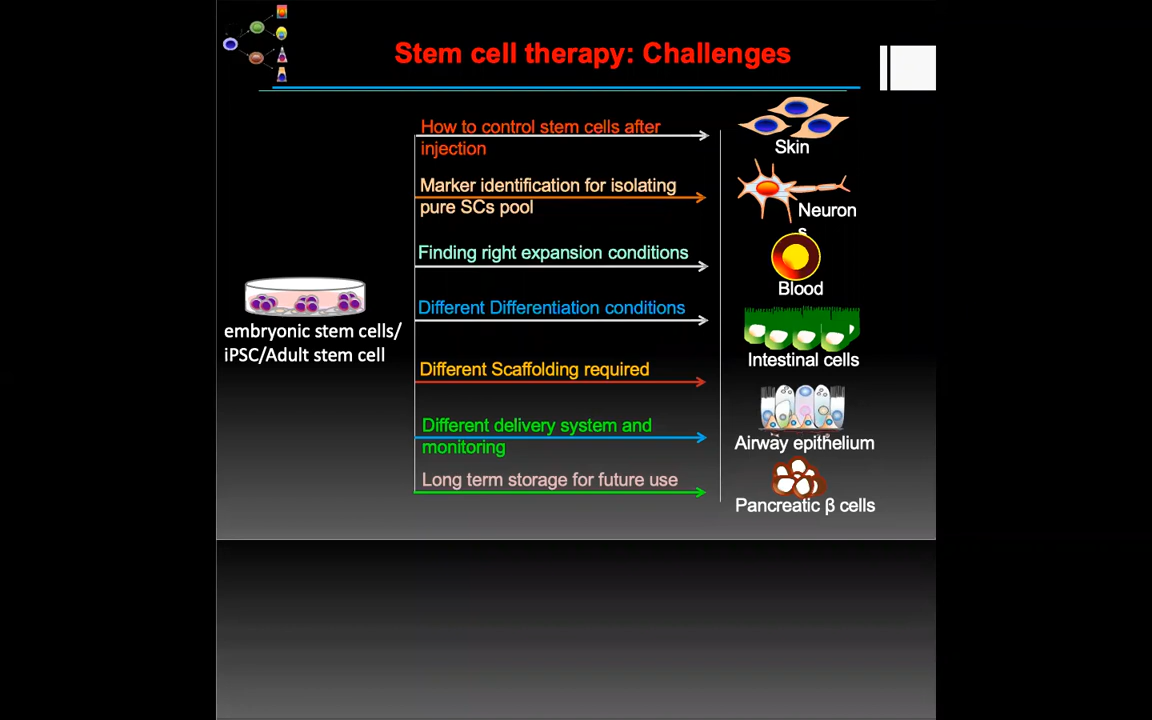 Stem cell therapy: Challenges
How to control stem cells after
injection
Marker identification for isolating
pure SCs pool
Finding right expansion conditions
Different Differentiation conditions
Different Scaffolding required
Different delivery system and
monitoring
Long term storage for future use
embryonic stem cells/
iPSC/Adult stem cell
Skin
Neuron
s
Blood
Intestinal cells
Airway epithelium
Pancreatic β cells